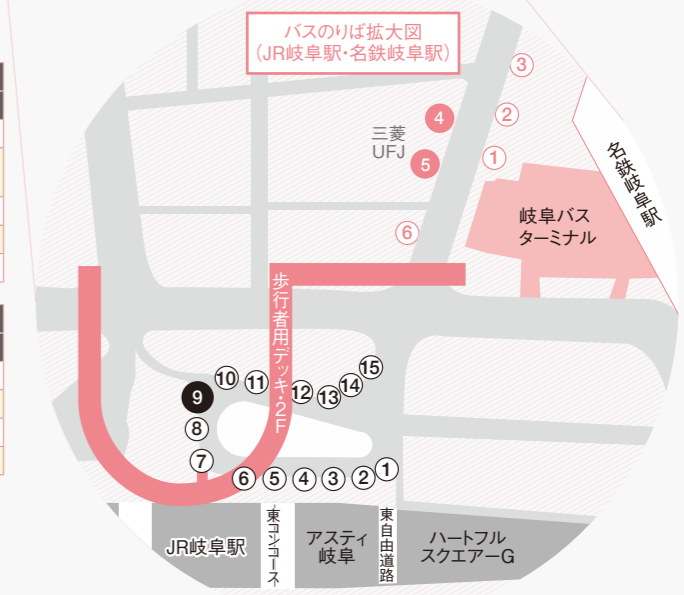 バスのりば拡大図
(JR岐阜駅・名鉄岐阜駅)
3
2
1
4
5
6
三菱
UFJ
名鉄岐阜駅
岐阜バス
ターミナル
歩行者用デッキ・2F
15
14
13
12
11
10
9
8
7
6
5
4
3
2
1
JR岐阜駅
東コンコース
アスティ
岐阜
東自由道路
ハートフル
スクエアーG